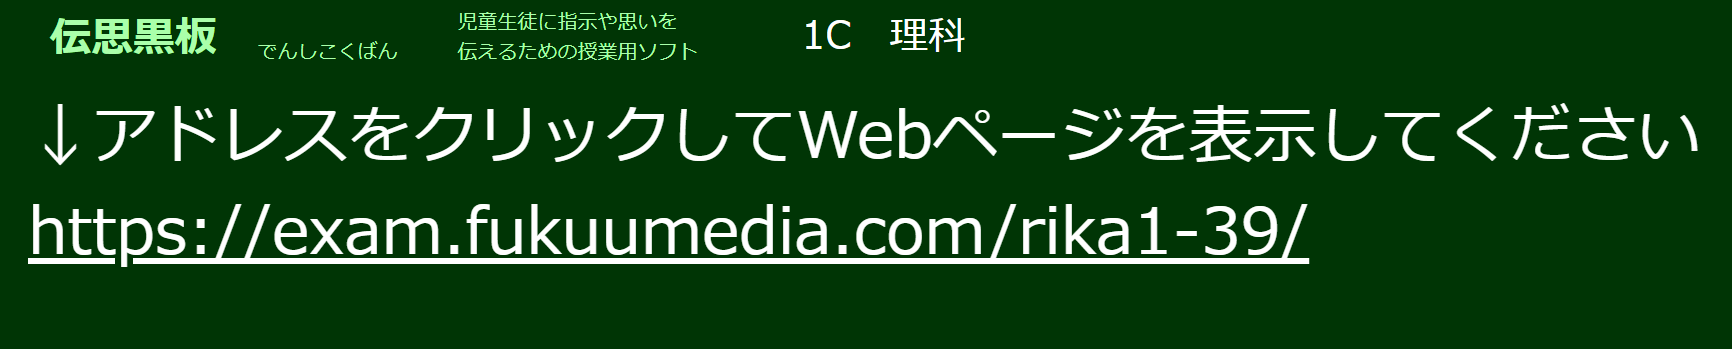 伝思黒板
でんしこくばん
児童生徒に指示や思いを
伝えるための授業用ソフト
1C　理科
↓アドレスをクリックしてWebページを表示してください
https://exam.fukuumedia.com/rika1-39/